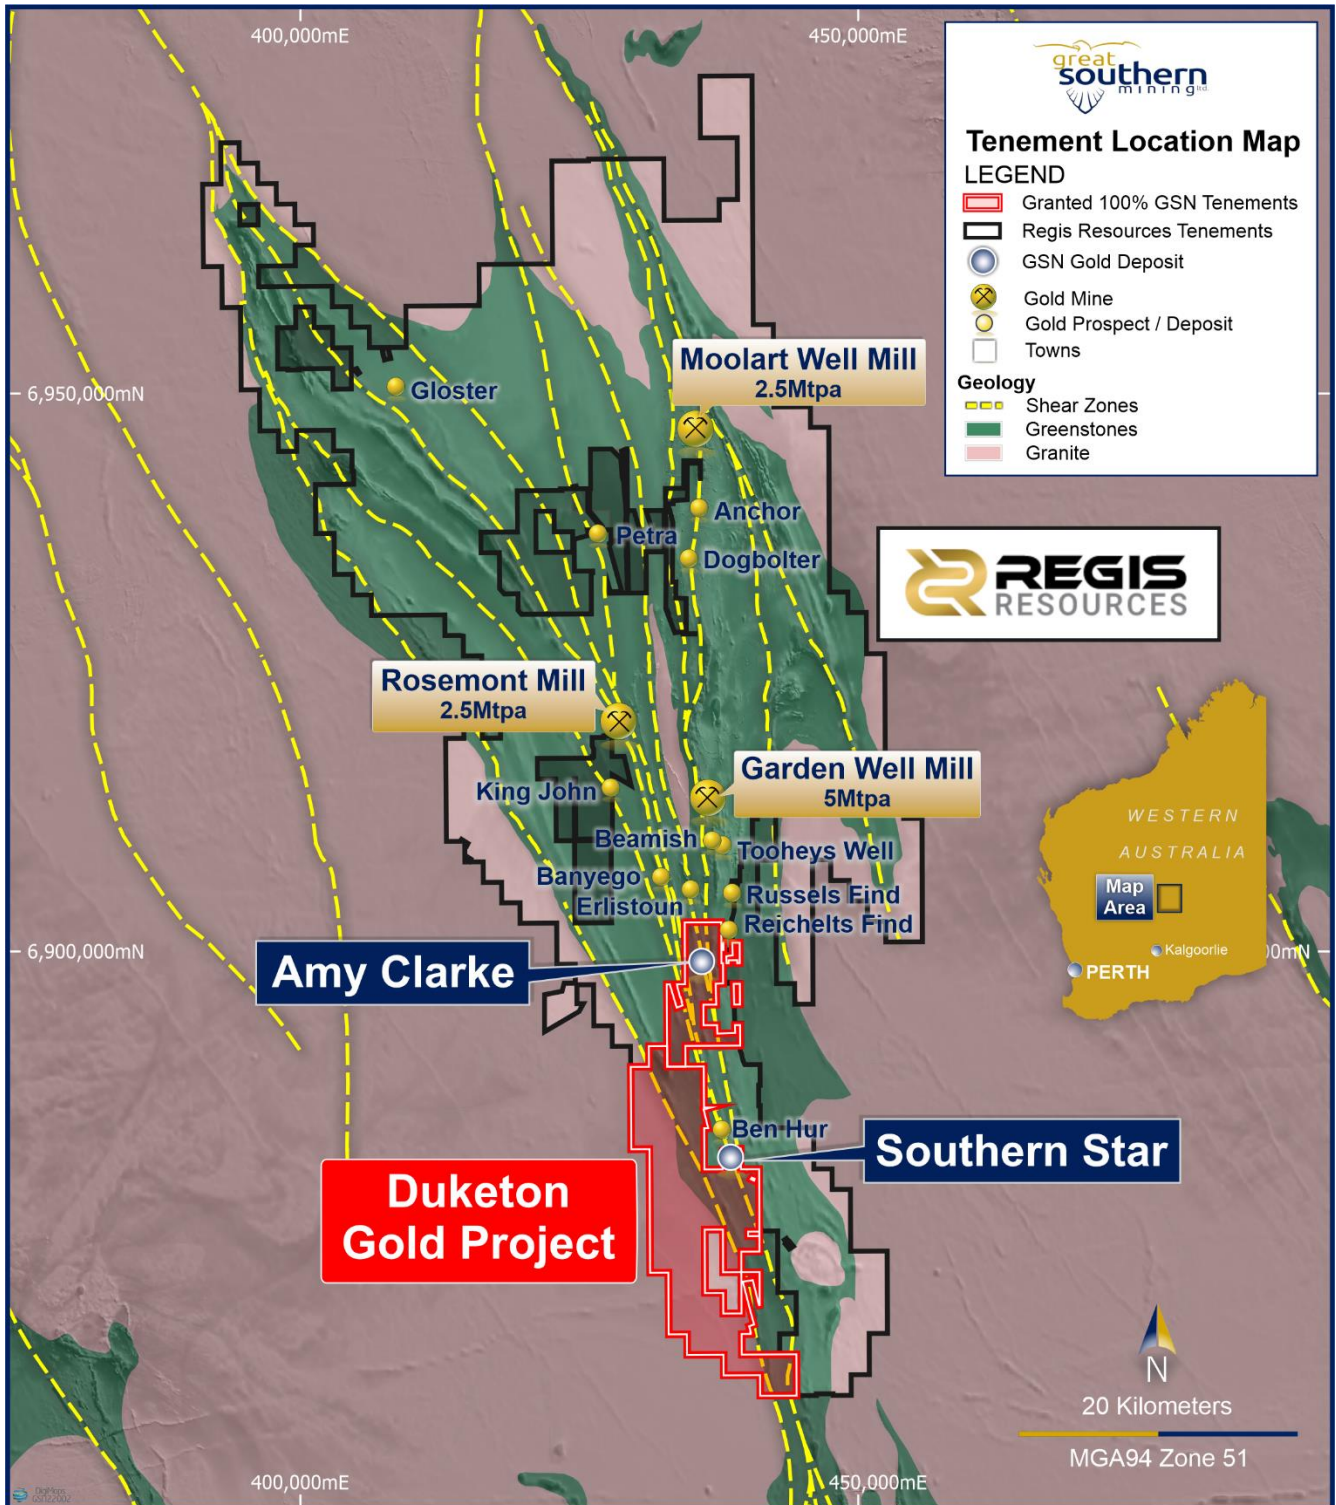 400,000mE
450,000mE
great
southern
mining ltd.
Tenement Location Map
LEGEND
Granted 100% GSN Tenements
Regis Resources Tenements
GSN Gold Deposit
Gold Mine
Gold Prospect / Deposit
Towns
Geology
Shear Zones
Greenstones
Granite
Moolart Well Mill
2.5Mtpa
6,950,000mN
Gloster
Anchor
Petra
Dogbolter
REGIS
RESOURCES
Rosemont Mill
2.5Mtpa
Garden Well Mill
5Mtpa
King John
Beamish
Tooheys Well
Banyego
Russels Find
Erlistoun
Reichelts Find
WESTERN
AUSTRALIA
Map
Area
Kalgoorlie
PERTH
6,900,000mN
00mN
Amy Clarke
Ben Hur
Southern Star
Duketon
Gold Project
N
20 Kilometers
MGA94 Zone 51
400,000mE
450,000mE
DigMaps